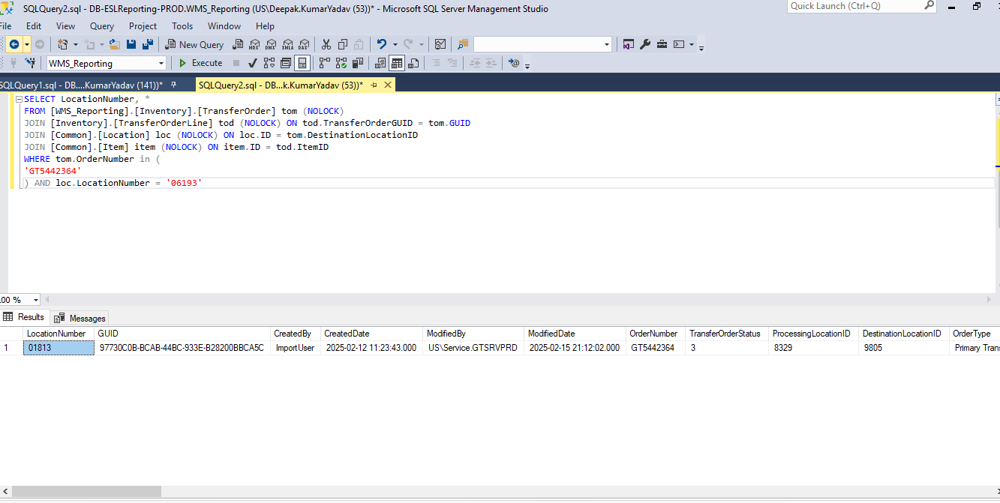 SQLQuery2.sql - DB-ESLReporting-PROD.WMS_Reporting (US\Deepak.KumarYadav (53))* - Microsoft SQL Server Management Studio
Quick Launch (Ctrl+Q)
File Edit View Query Project Tools Window Help
New Query MDX DMX XMLA DAX
WMS_Reporting Execute
SQLQuery1.sql - DB....KumarYadav (141))* SQLQuery2.sql - DB...k.KumarYadav (53))*
SELECT LocationNumber, *
FROM [WMS_Reporting].[Inventory].[TransferOrder] tom (NOLOCK)
JOIN [Inventory].[TransferOrderLine] tod (NOLOCK) ON tod.TransferOrderGUID = tom.GUID
JOIN [Common].[Location] loc (NOLOCK) ON loc.ID = tom.DestinationLocationID
JOIN [Common].[Item] item (NOLOCK) ON item.ID = tod.ItemID
WHERE tom.OrderNumber in (
'GT5442364'
) AND loc.LocationNumber = '06193'
.00 %
Results Messages
LocationNumber GUID CreatedBy CreatedDate ModifiedBy ModifiedDate OrderNumber TransferOrderStatus ProcessingLocationID DestinationLocationID OrderType
1 01813 97730C0B-BCAB-44BC-933E-B28200BBCA5C ImportUser 2025-02-12 11:23:43.000 US\Service.GTSRVPRD 2025-02-15 21:12:02.000 GT5442364 3 8329 9805 Primary Tran